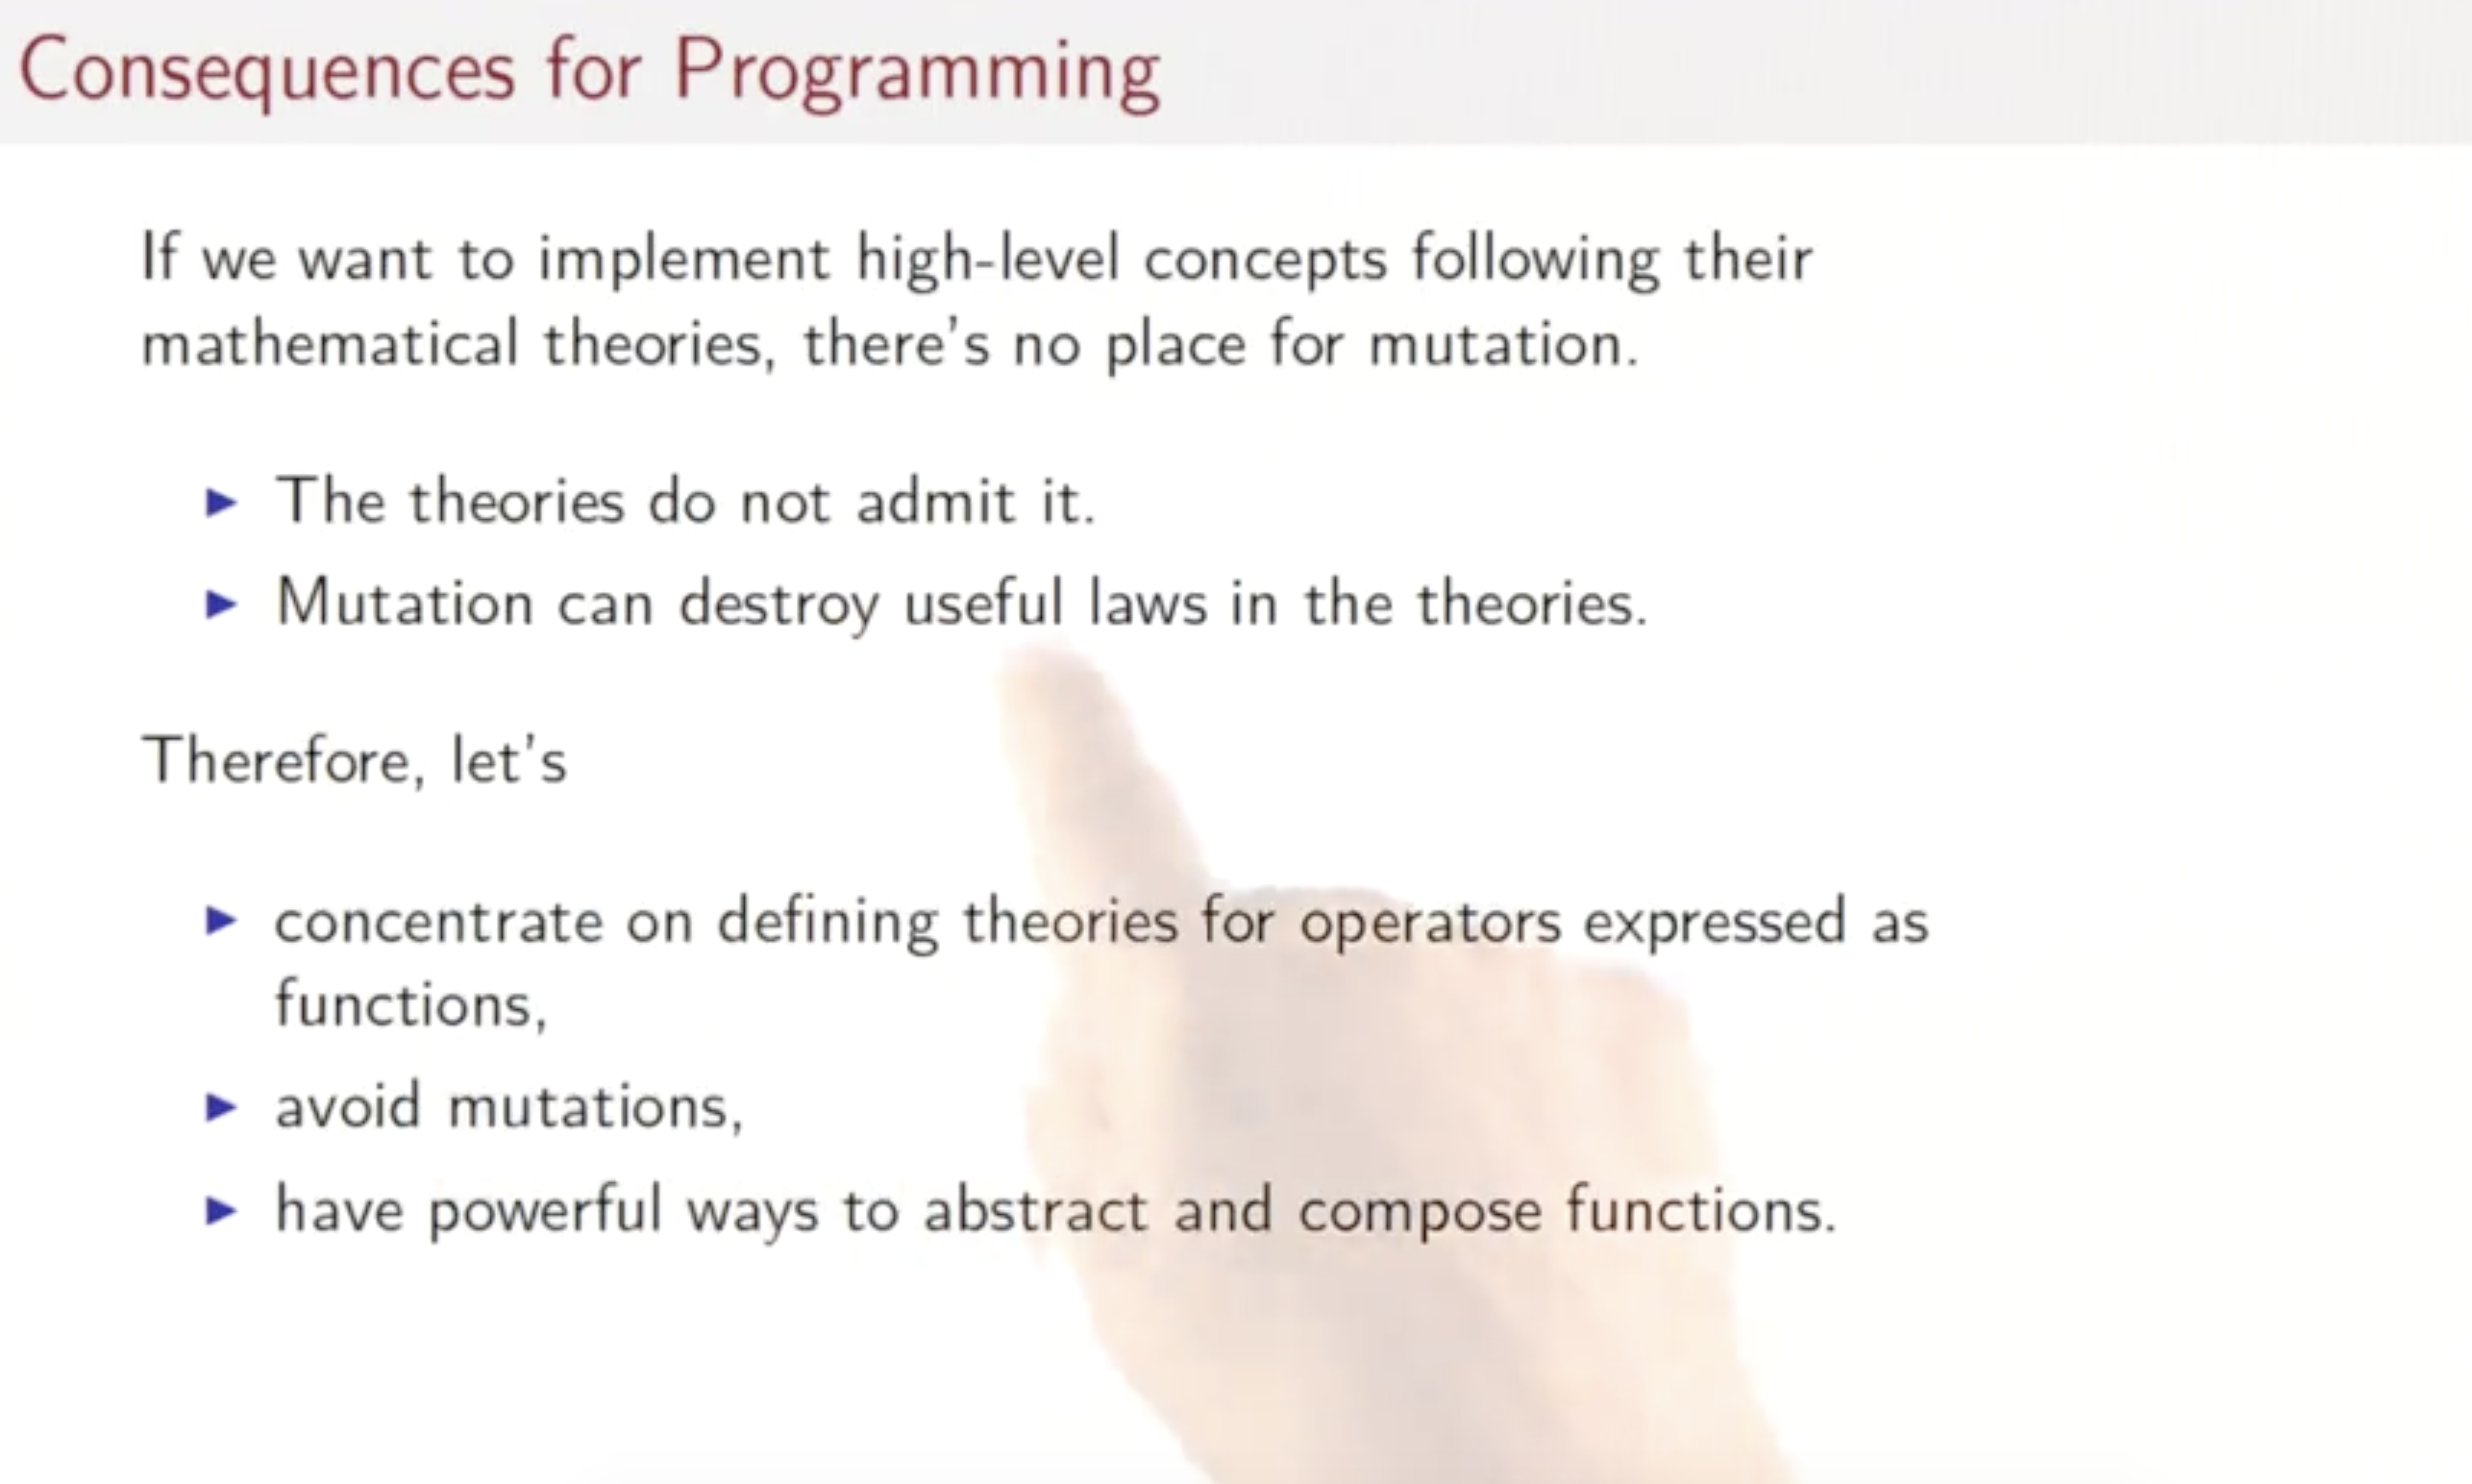 Consequences for Programming
If we want to implement high-level concepts following their
mathematical theories, there's no place for mutation.
▶ The theories do not admit it.
▶ Mutation can destroy useful laws in the theories.
Therefore, let's
▶ concentrate on defining theories for operators expressed as
functions,
▶ avoid mutations,
▶ have powerful ways to abstract and compose functions.